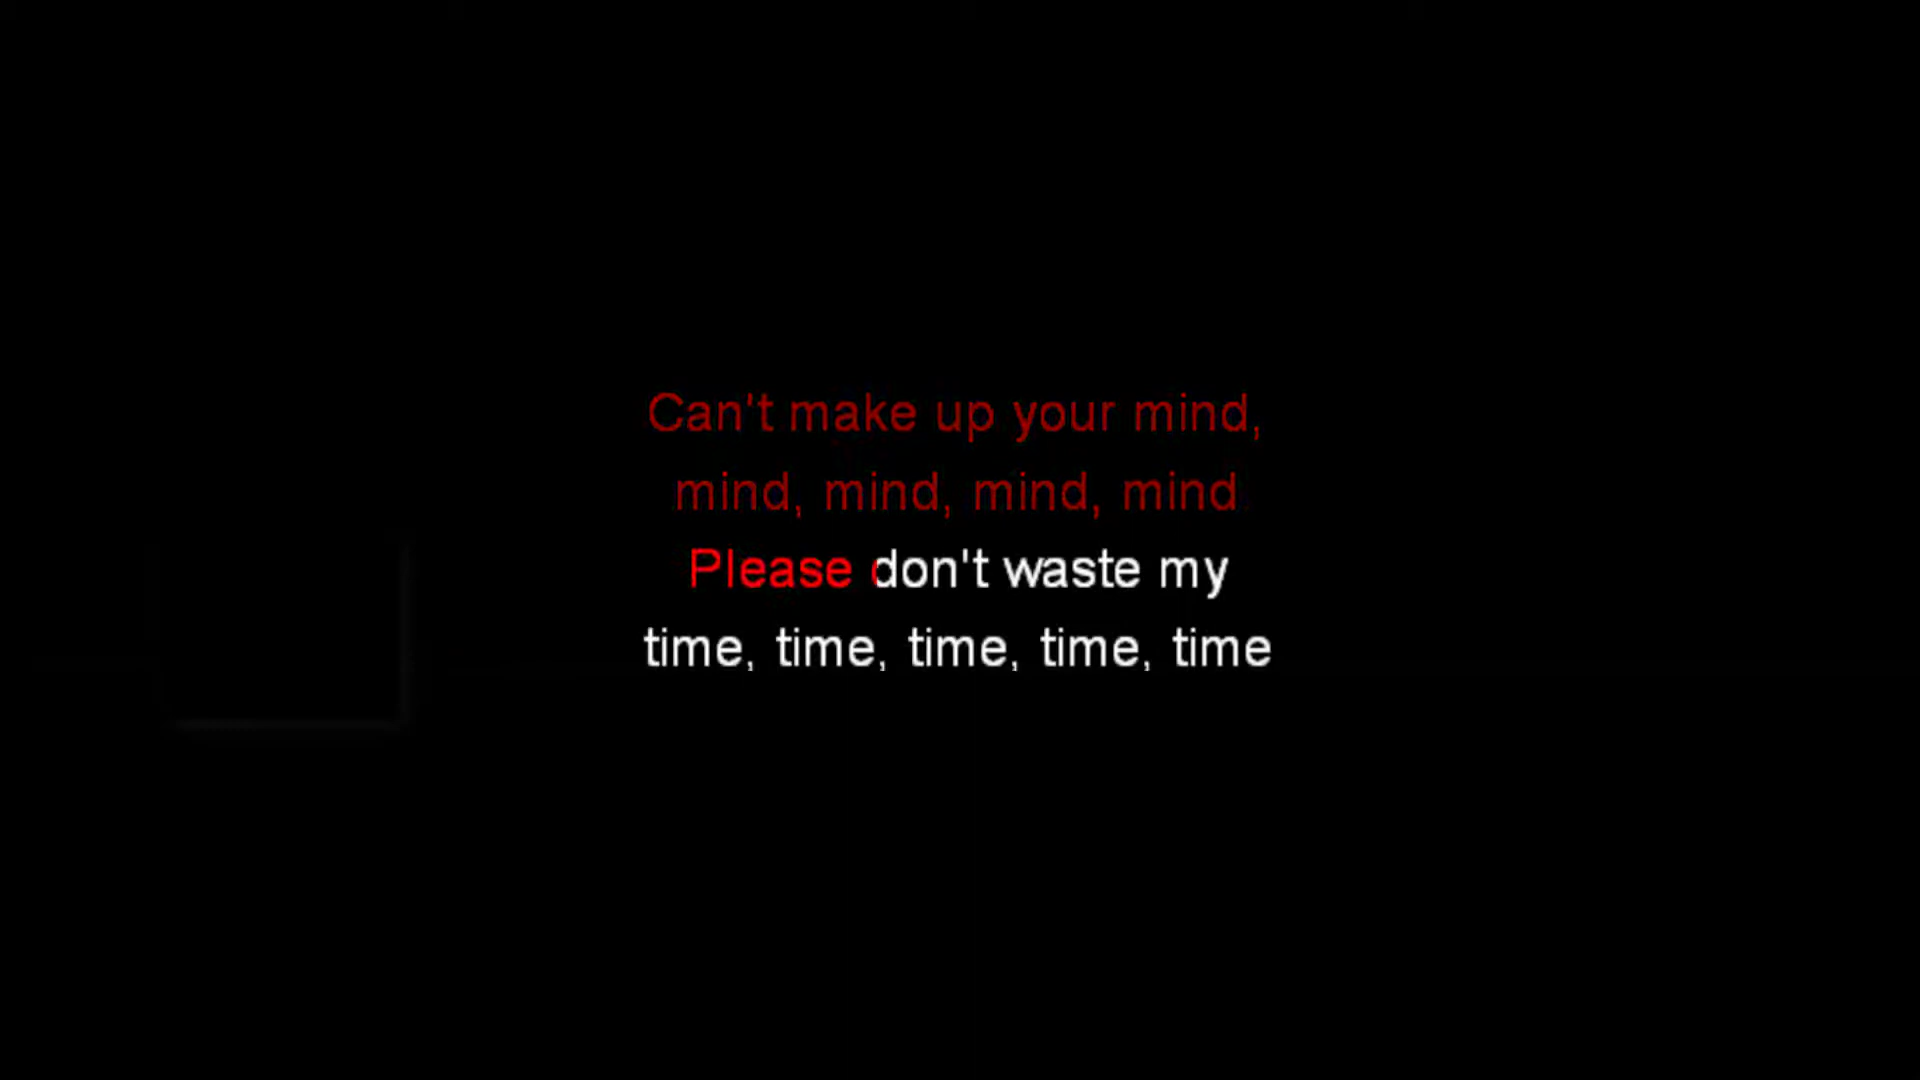 Can't make up your mind,
mind, mind, mind, mind
Please don't waste my
time, time, time, time, time